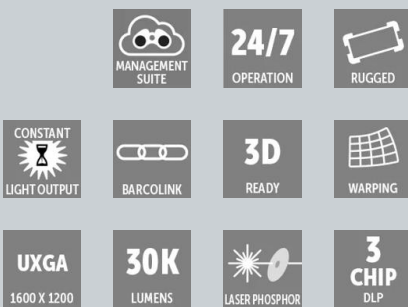 MANAGEMENT
SUITE
24/7
OPERATION
RUGGED
CONSTANT
LIGHT OUTPUT
BARCOLINK
3D
READY
WARPING
UXGA
1600 X 1200
30K
LUMENS
LASER PHOSPHOR
3
CHIP
DLP